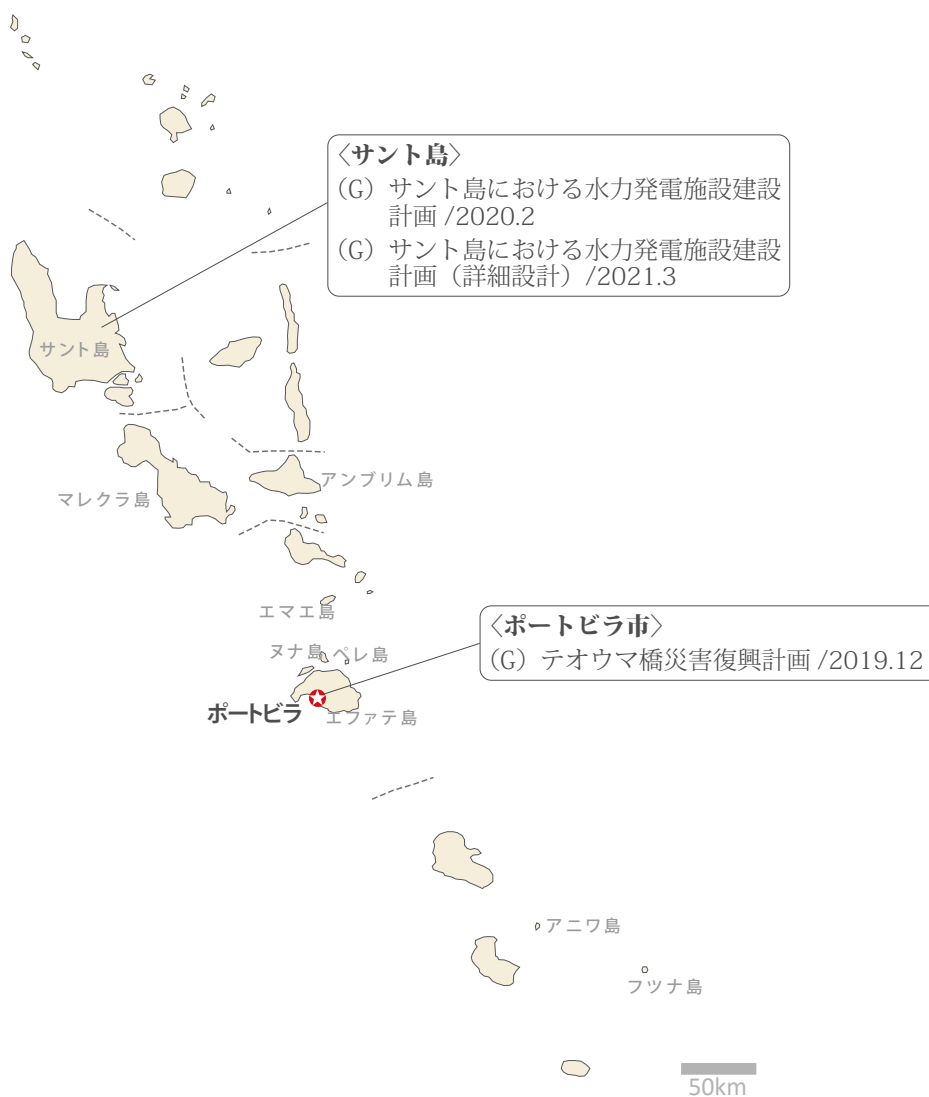 〈サント島〉
(G) サント島における水力発電施設建設
計画 /2020.2
(G) サント島における水力発電施設建設
計画（詳細設計）/2021.3
サント島
アンブリム島
マレクラ島
エマエ島
〈ポートビラ市〉
(G) テオウマ橋災害復興計画 /2019.12
ヌナ島
ペレ島
ポートビラ
エファテ島
アニワ島
フツナ島
50km